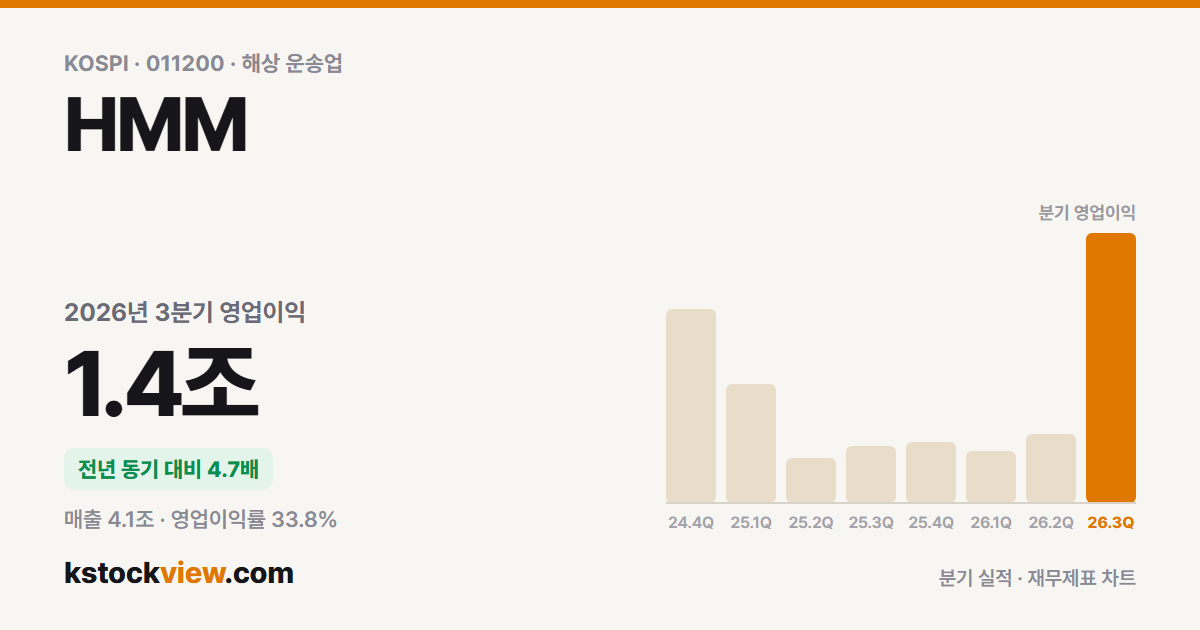 KOSPI · 011200 · 해상 운송업
HMM
분기 영업이익
2026년 3분기 영업이익
1.4조
전년 동기 대비 4.7배
매출 4.1조 · 영업이익률 33.8%
24.4Q 25.1Q 25.2Q 25.3Q 25.4Q 26.1Q 26.2Q 26.3Q
kstockview.com
분기 실적 · 재무제표 차트